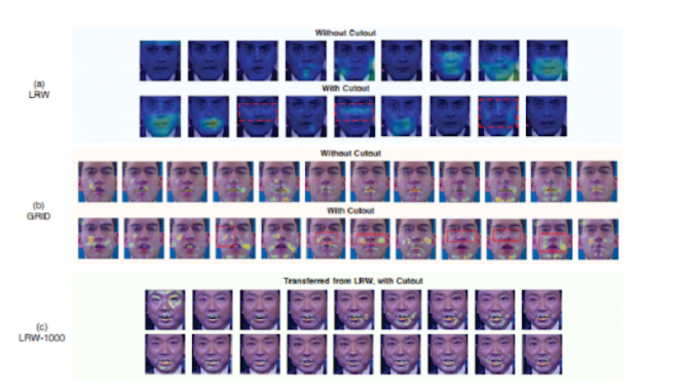 Without Cutout
(a)
LRW
With Cutout
Without Cutout
(b)
GRID
With Cutout
Transferred from LRW, with Cutout
(c)
LRW-1000